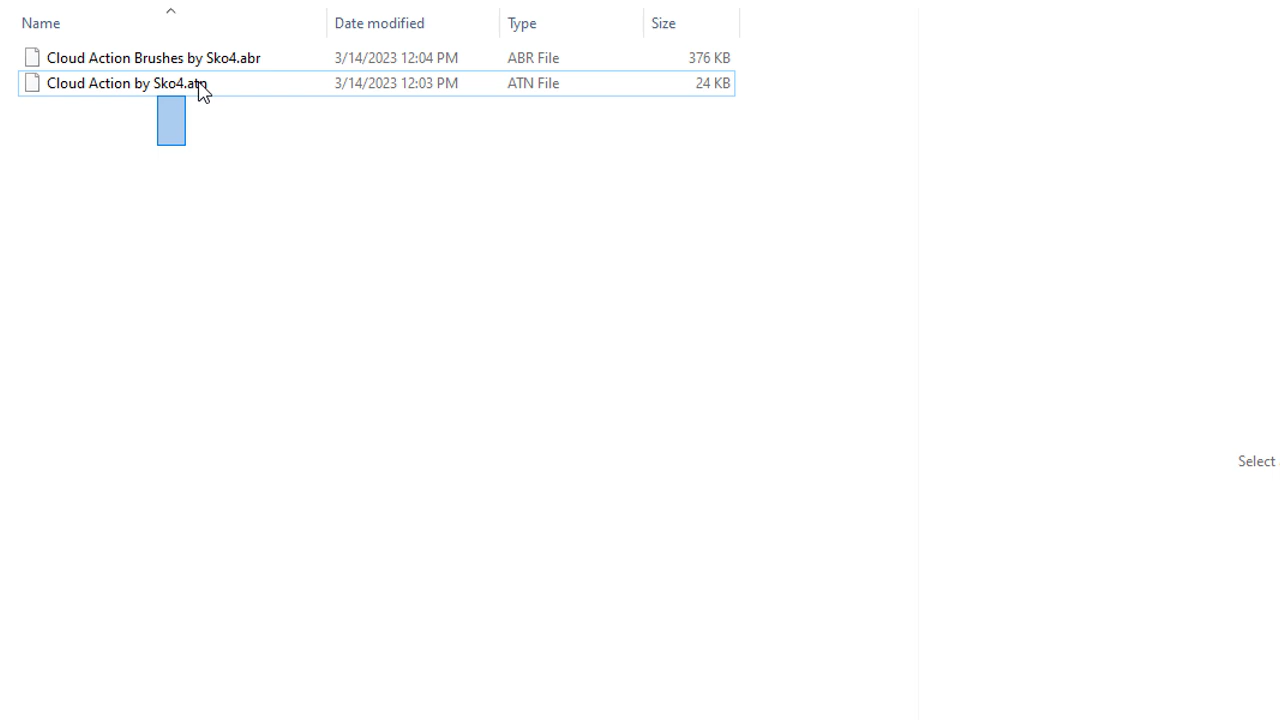 Name Date modified Type Size
Cloud Action Brushes by Sko4.abr 3/14/2023 12:04 PM ABR File 376 KB
Cloud Action by Sko4.atn 3/14/2023 12:03 PM ATN File 24 KB
Select